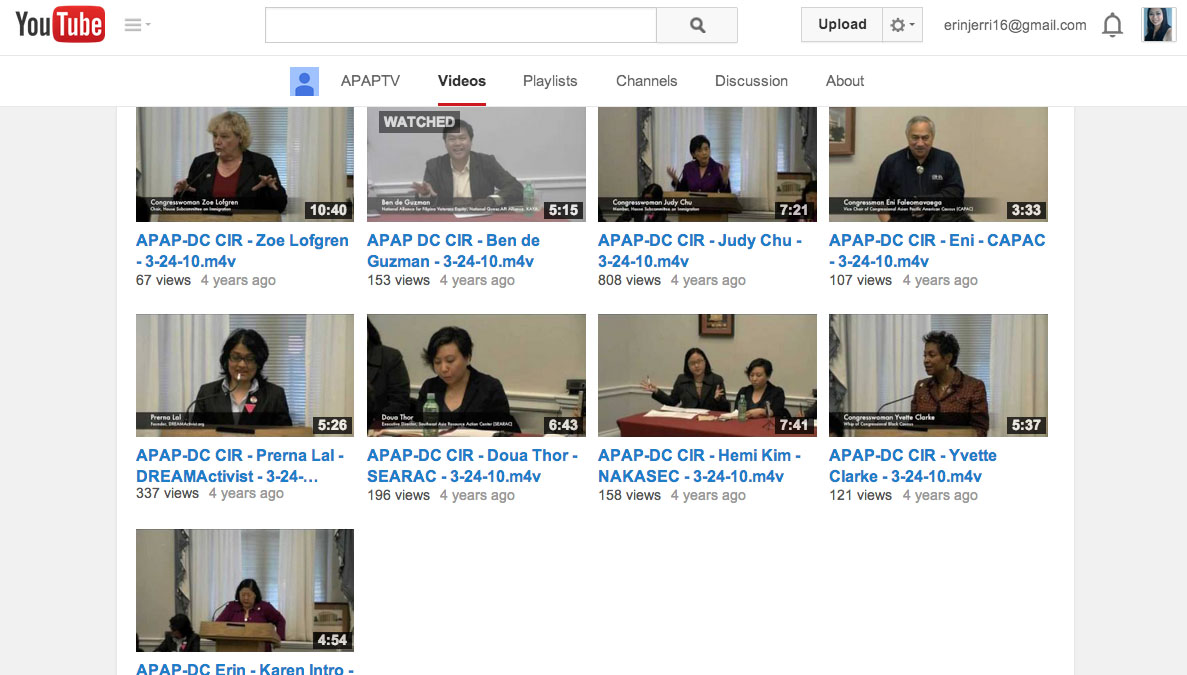 YouTube
Upload
erinjerri16@gmail.com
APAPTV Videos Playlists Channels Discussion About
Congresswoman Zoe Lofgren
Chair, House Subcommittee on Immigration
10:40
WATCHED
Ben de Guzman
National Alliance for Filipino Veterans Equity, National Queer API Alliance, KAYA
5:15
Congresswoman Judy Chu
Member, House Subcommittee on Immigration
7:21
Congressman Eni Faleomavaega
Vice Chair of Congressional Asian Pacific American Caucus (CAPAC)
3:33
APAP-DC CIR - Zoe Lofgren
- 3-24-10.m4v
67 views 4 years ago
APAP DC CIR - Ben de
Guzman - 3-24-10.m4v
153 views 4 years ago
APAP-DC CIR - Judy Chu -
3-24-10.m4v
808 views 4 years ago
APAP-DC CIR - Eni - CAPAC
- 3-24-10.m4v
107 views 4 years ago
Prerna Lal
Founder, DREAMActivist.org
5:26
Doua Thor
Executive Director, Southeast Asia Resource Action Center (SEARAC)
6:43
7:41
Congresswoman Yvette Clarke
Whip of Congressional Black Caucus
5:37
APAP-DC CIR - Prerna Lal -
DREAMActivist - 3-24-…
337 views 4 years ago
APAP-DC CIR - Doua Thor -
SEARAC - 3-24-10.m4v
196 views 4 years ago
APAP-DC CIR - Hemi Kim -
NAKASEC - 3-24-10.m4v
158 views 4 years ago
APAP-DC CIR - Yvette
Clarke - 3-24-10.m4v
121 views 4 years ago
4:54
APAP-DC Erin - Karen Intro -